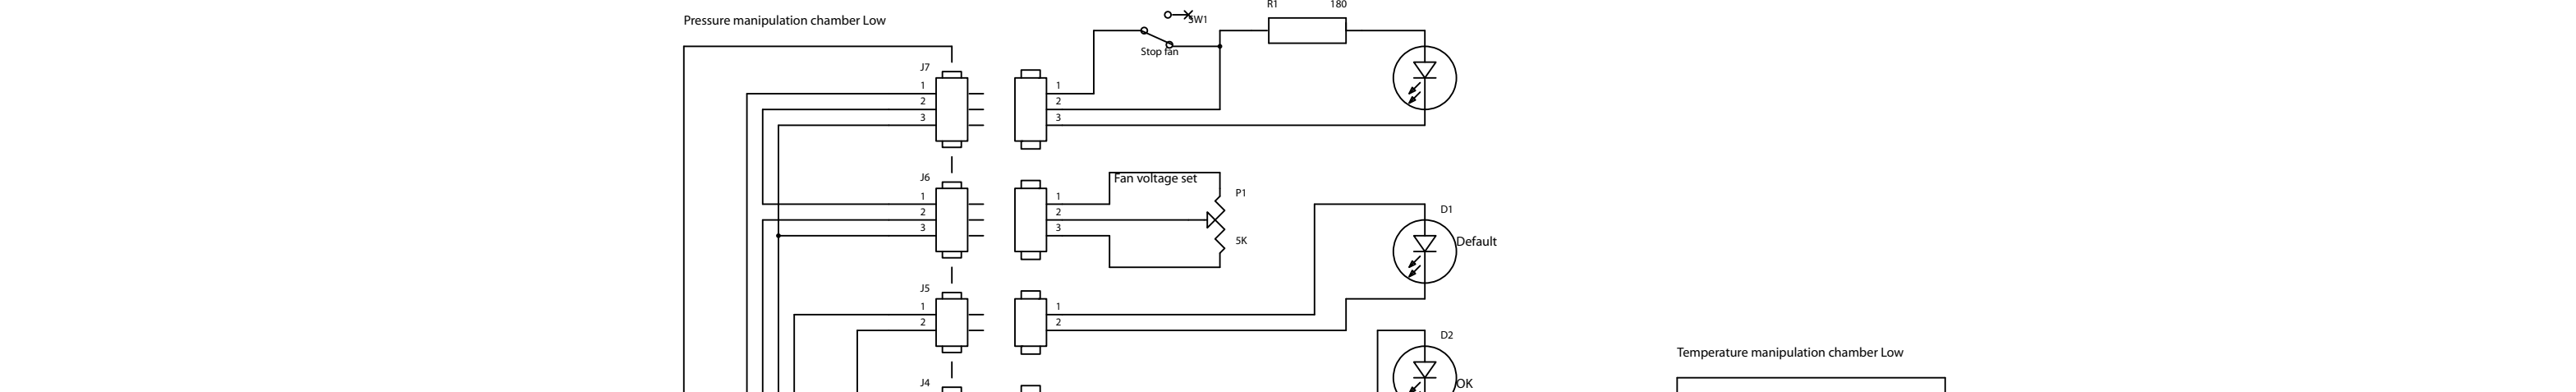 R1 180
Pressure manipulation chamber Low
SW1
Stop fan
J7
1 1
2 2
3 3
J6
Fan voltage set
P1
1 1
2 2
3 3
D1
5K
Default
J5
1 1
2 2
D2
Temperature manipulation chamber Low
J4
OK